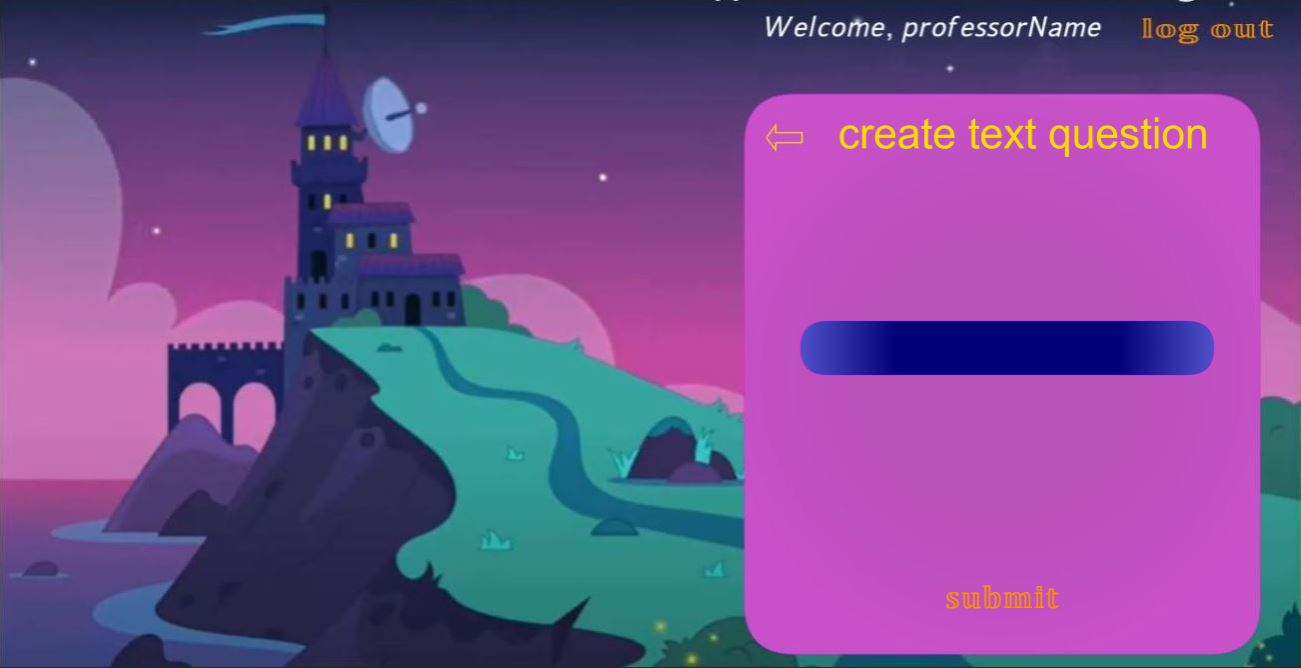 Welcome, professorName log out
⇦ create text question
submit